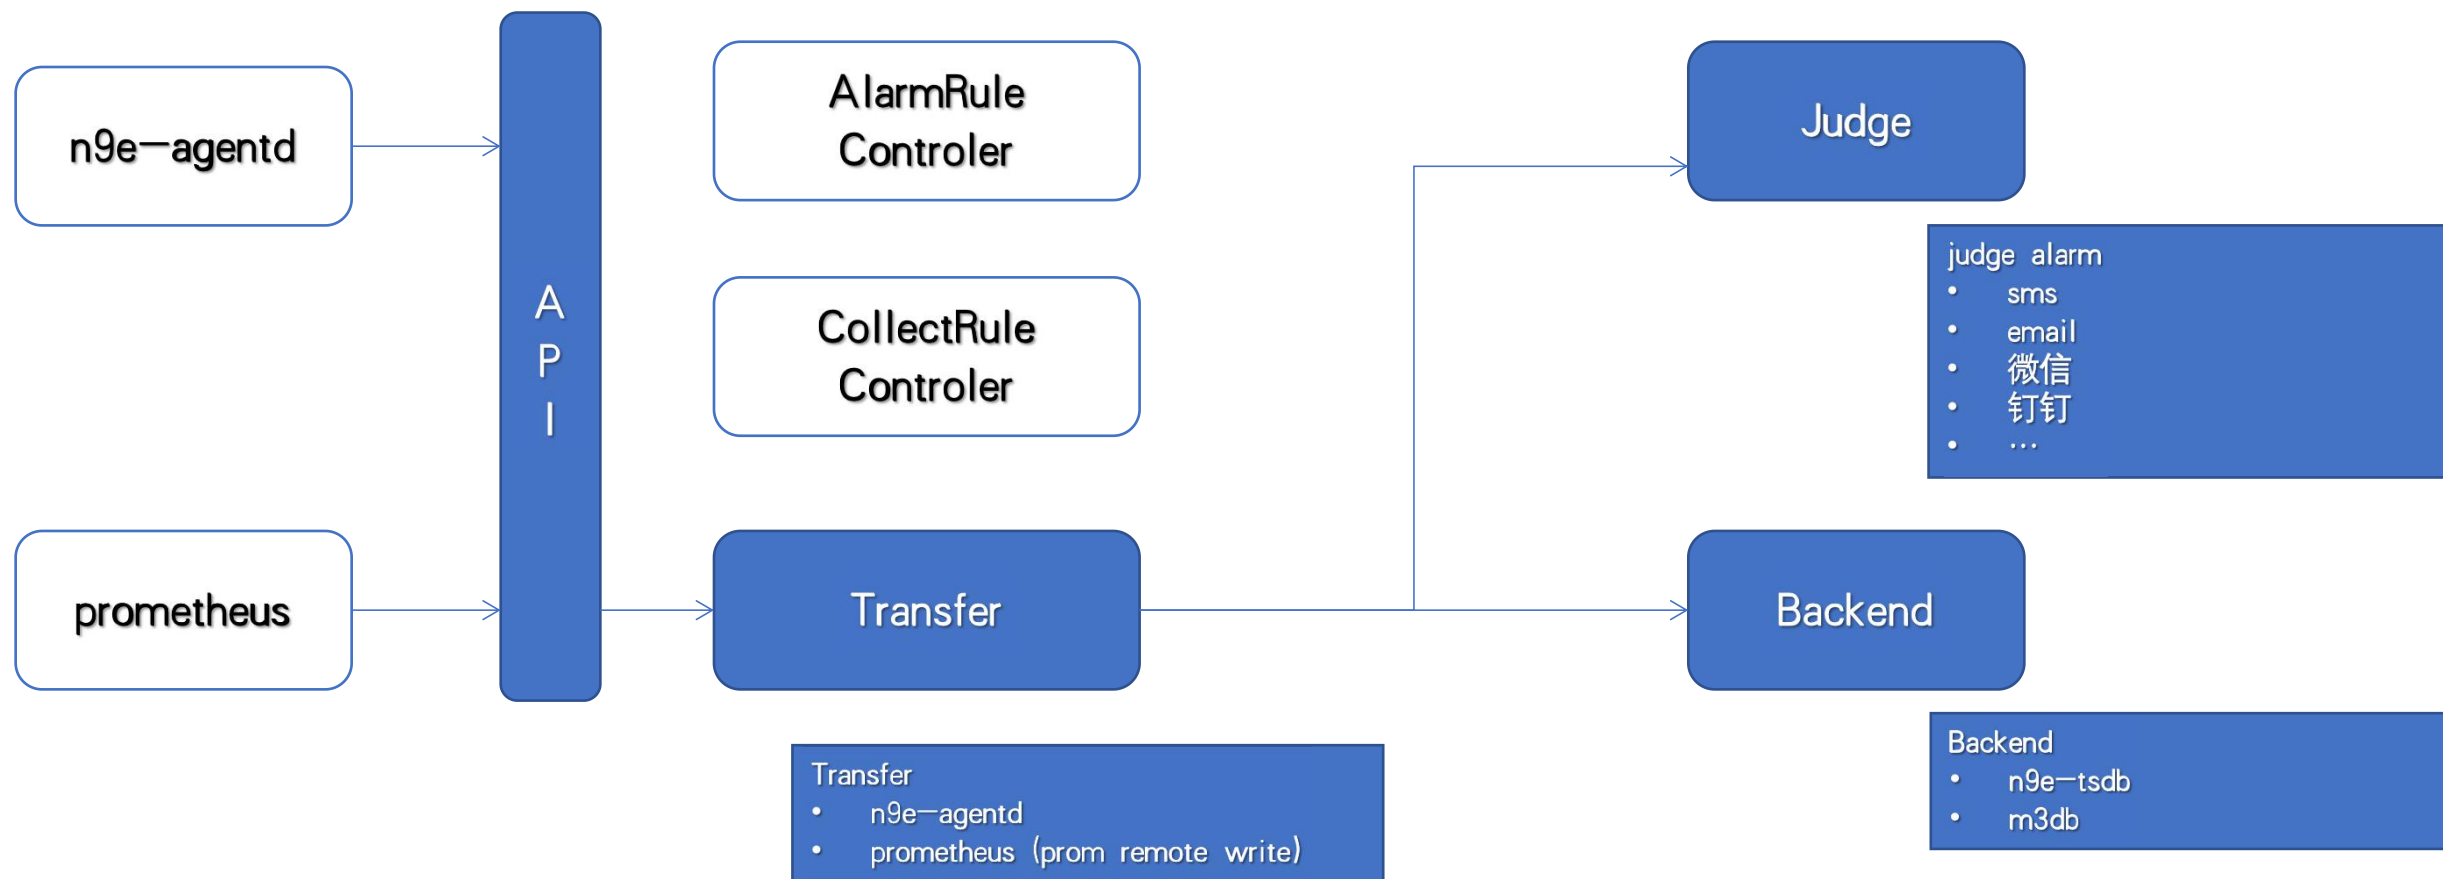 n9e-agentd
prometheus
A
P
I
AlarmRule
Controler
CollectRule
Controler
Transfer
Transfer
• n9e-agentd
• prometheus (prom remote write)
Judge
judge alarm
• sms
• email
• 微信
• 钉钉
• …
Backend
Backend
• n9e-tsdb
• m3db